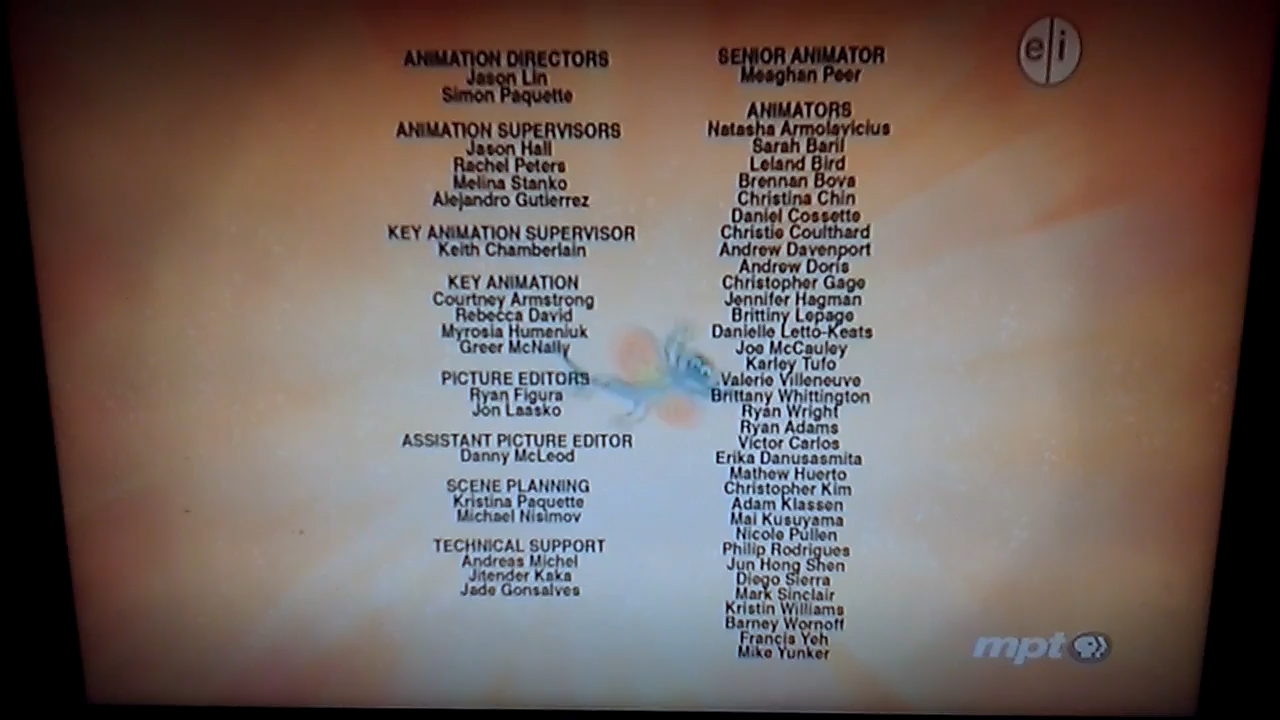 ANIMATION DIRECTORS
Jason Lin
Simon Paquette
ANIMATION SUPERVISORS
Jason Hall
Rachel Peters
Melina Stanko
Alejandro Gutierrez
KEY ANIMATION SUPERVISOR
Keith Chamberlain
KEY ANIMATION
Courtney Armstrong
Rebecca David
Myrosia Humeniuk
Greer McNally
PICTURE EDITORS
Ryan Figura
Jon Laasko
ASSISTANT PICTURE EDITOR
Danny McLeod
SCENE PLANNING
Kristina Paquette
Michael Nisimov
TECHNICAL SUPPORT
Andreas Michel
Jitender Kaka
Jade Gonsalves
SENIOR ANIMATOR
Meaghan Peer
ANIMATORS
Natasha Armolavicius
Sarah Baril
Leland Bird
Brennan Bova
Christina Chin
Daniel Cossette
Christie Coulthard
Andrew Davenport
Andrew Doris
Christopher Gage
Jennifer Hagman
Brittiny Lepage
Danielle Letto-Keats
Joe McCauley
Karley Tufo
Valerie Villeneuve
Brittany Whittington
Ryan Wright
Ryan Adams
Victor Carlos
Erika Danusasmita
Mathew Huerto
Christopher Kim
Adam Klassen
Mai Kusuyama
Nicole Pullen
Philip Rodrigues
Jun Hong Shen
Diego Sierra
Mark Sinclair
Kristin Williams
Barney Wornoff
Francis Yeh
Mike Yunker
e/i
mpt